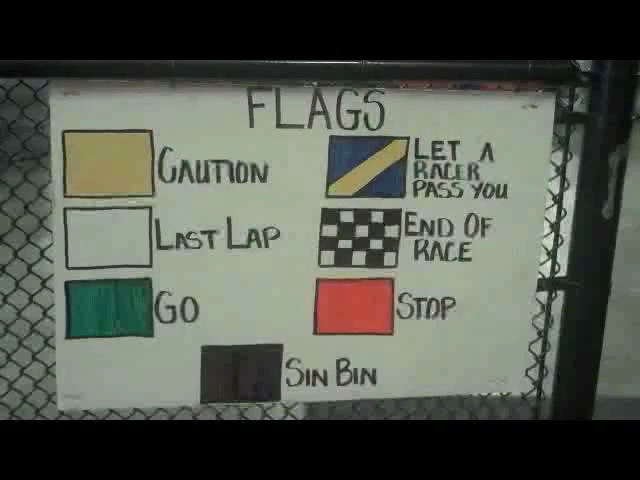 FLAGS
CAUTION
LET A
RACER
PASS YOU
LAST LAP
END OF
RACE
GO
STOP
SIN BIN